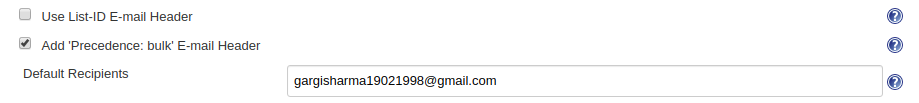 Use List-ID E-mail Header
Add 'Precedence: bulk' E-mail Header
Default Recipients
gargisharma19021998@gmail.com